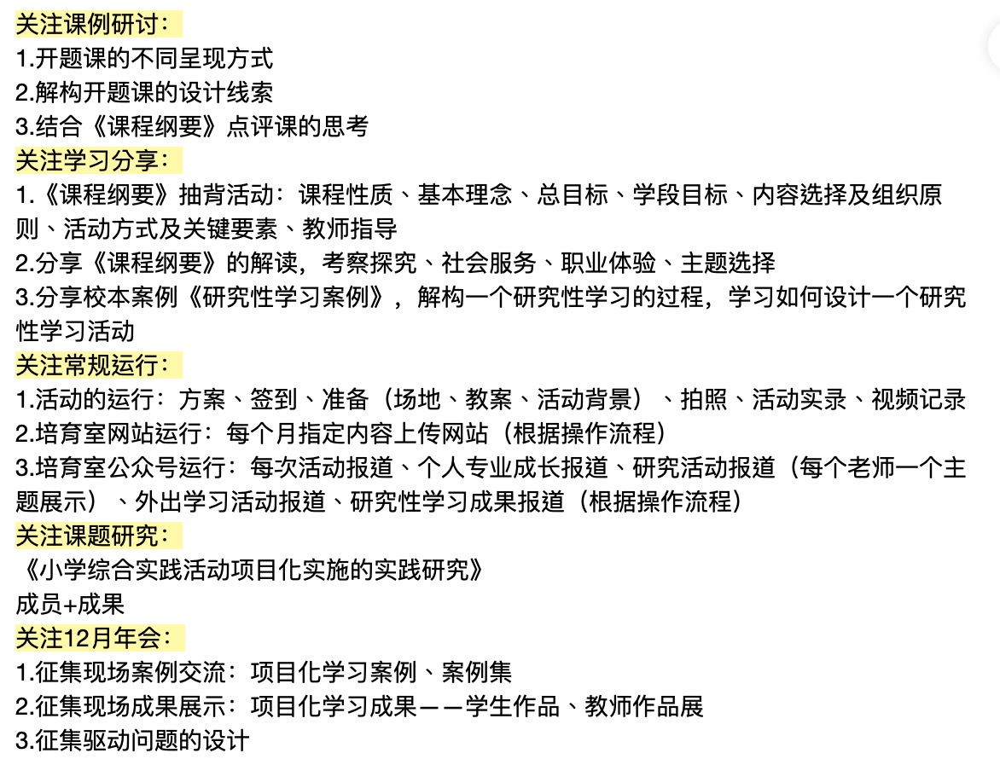 关注课例研讨：
1.开题课的不同呈现方式
2.解构开题课的设计线索
3.结合《课程纲要》点评课的思考
关注学习分享：
1.《课程纲要》抽背活动：课程性质、基本理念、总目标、学段目标、内容选择及组织原
则、活动方式及关键要素、教师指导
2.分享《课程纲要》的解读，考察探究、社会服务、职业体验、主题选择
3.分享校本案例《研究性学习案例》，解构一个研究性学习的过程，学习如何设计一个研究
性学习活动
关注常规运行：
1.活动的运行：方案、签到、准备（场地、教案、活动背景）、拍照、活动实录、视频记录
2.培育室网站运行：每个月指定内容上传网站（根据操作流程）
3.培育室公众号运行：每次活动报道、个人专业成长报道、研究活动报道（每个老师一个主
题展示）、外出学习活动报道、研究性学习成果报道（根据操作流程）
关注课题研究：
《小学综合实践活动项目化实施的实践研究》
成员+成果
关注12月年会：
1.征集现场案例交流：项目化学习案例、案例集
2.征集现场成果展示：项目化学习成果——学生作品、教师作品展
3.征集驱动问题的设计